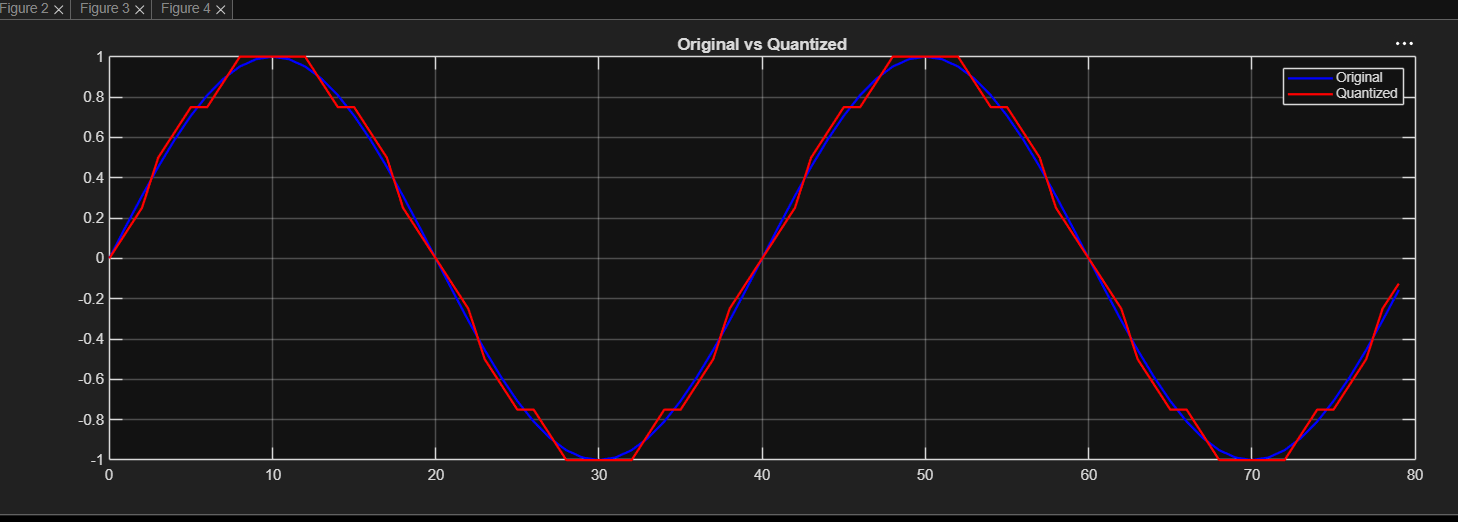 Figure 2 × Figure 3 × Figure 4 ×
Original vs Quantized
Original
Quantized
1
0.8
0.6
0.4
0.2
0
-0.2
-0.4
-0.6
-0.8
-1
0 10 20 30 40 50 60 70 80